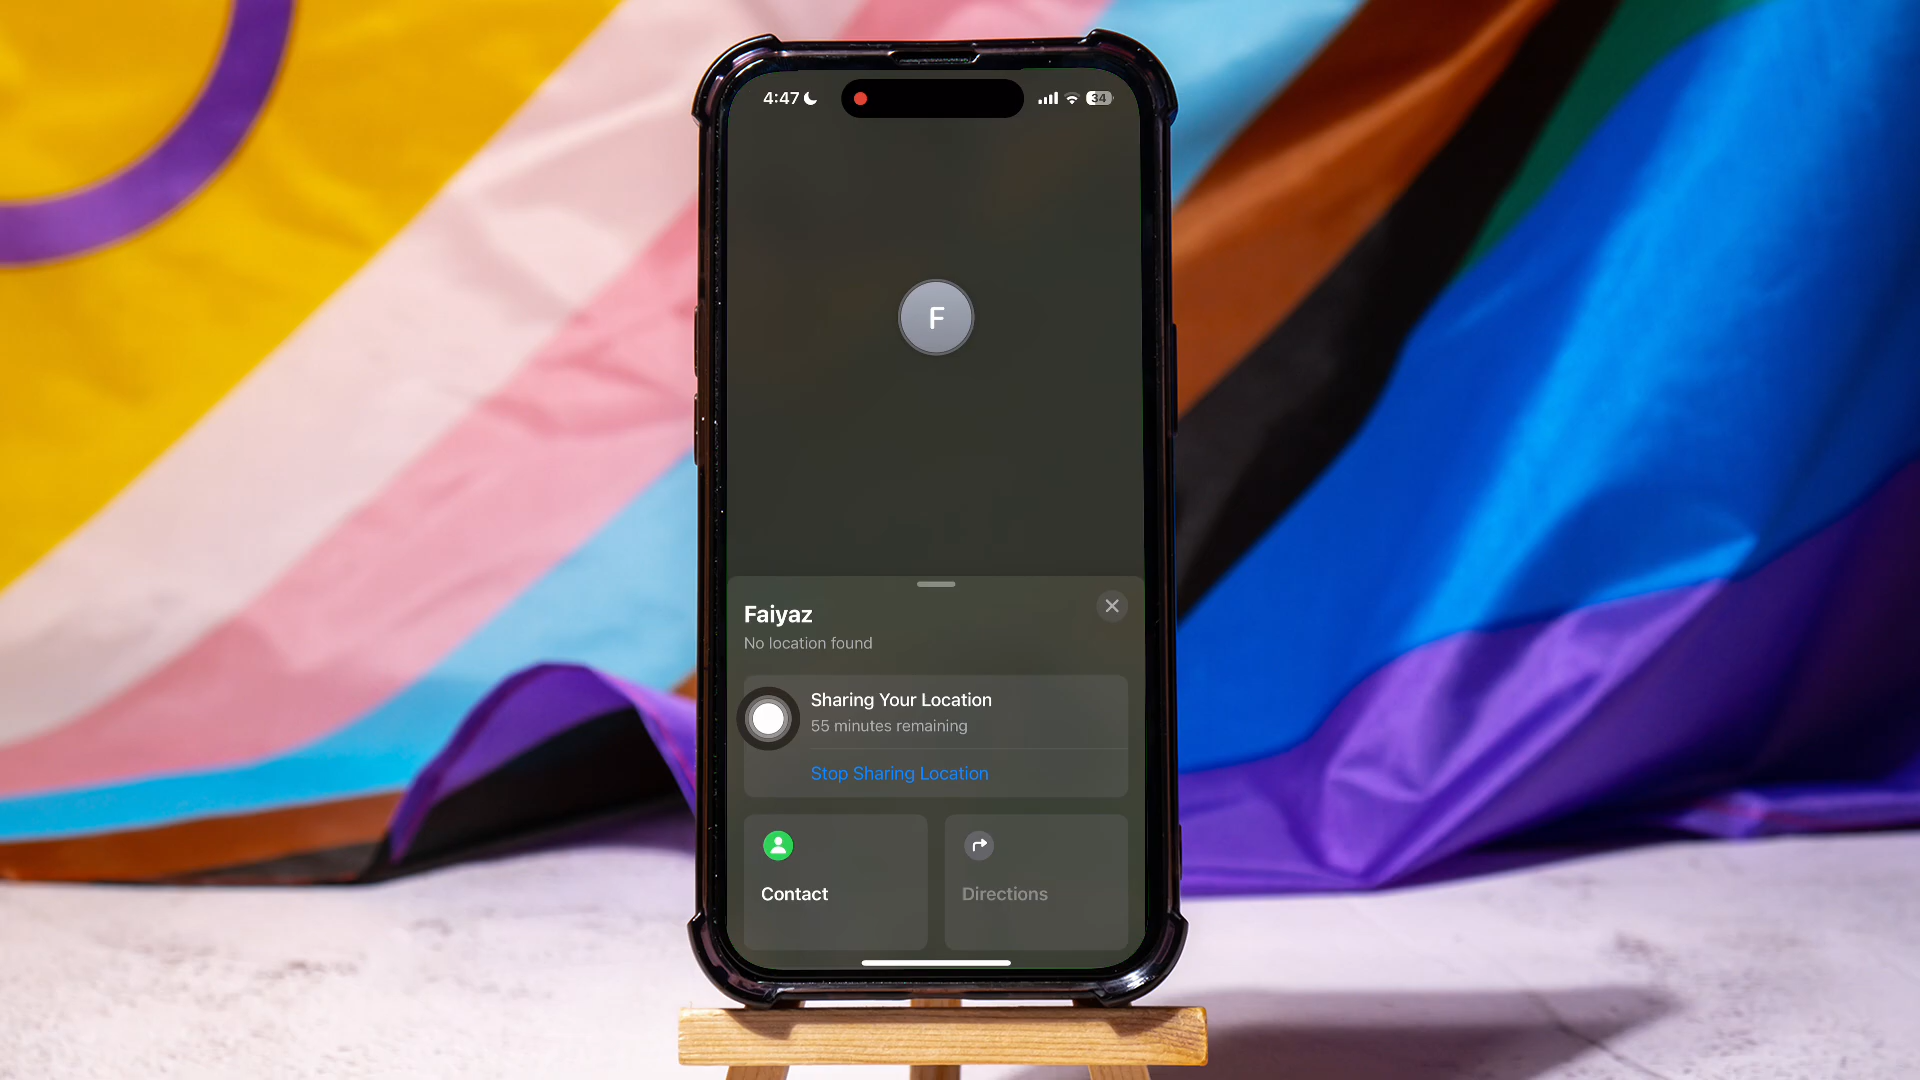 4:47
34
F
Faiyaz
No location found
Sharing Your Location
55 minutes remaining
Stop Sharing Location
Contact
Directions